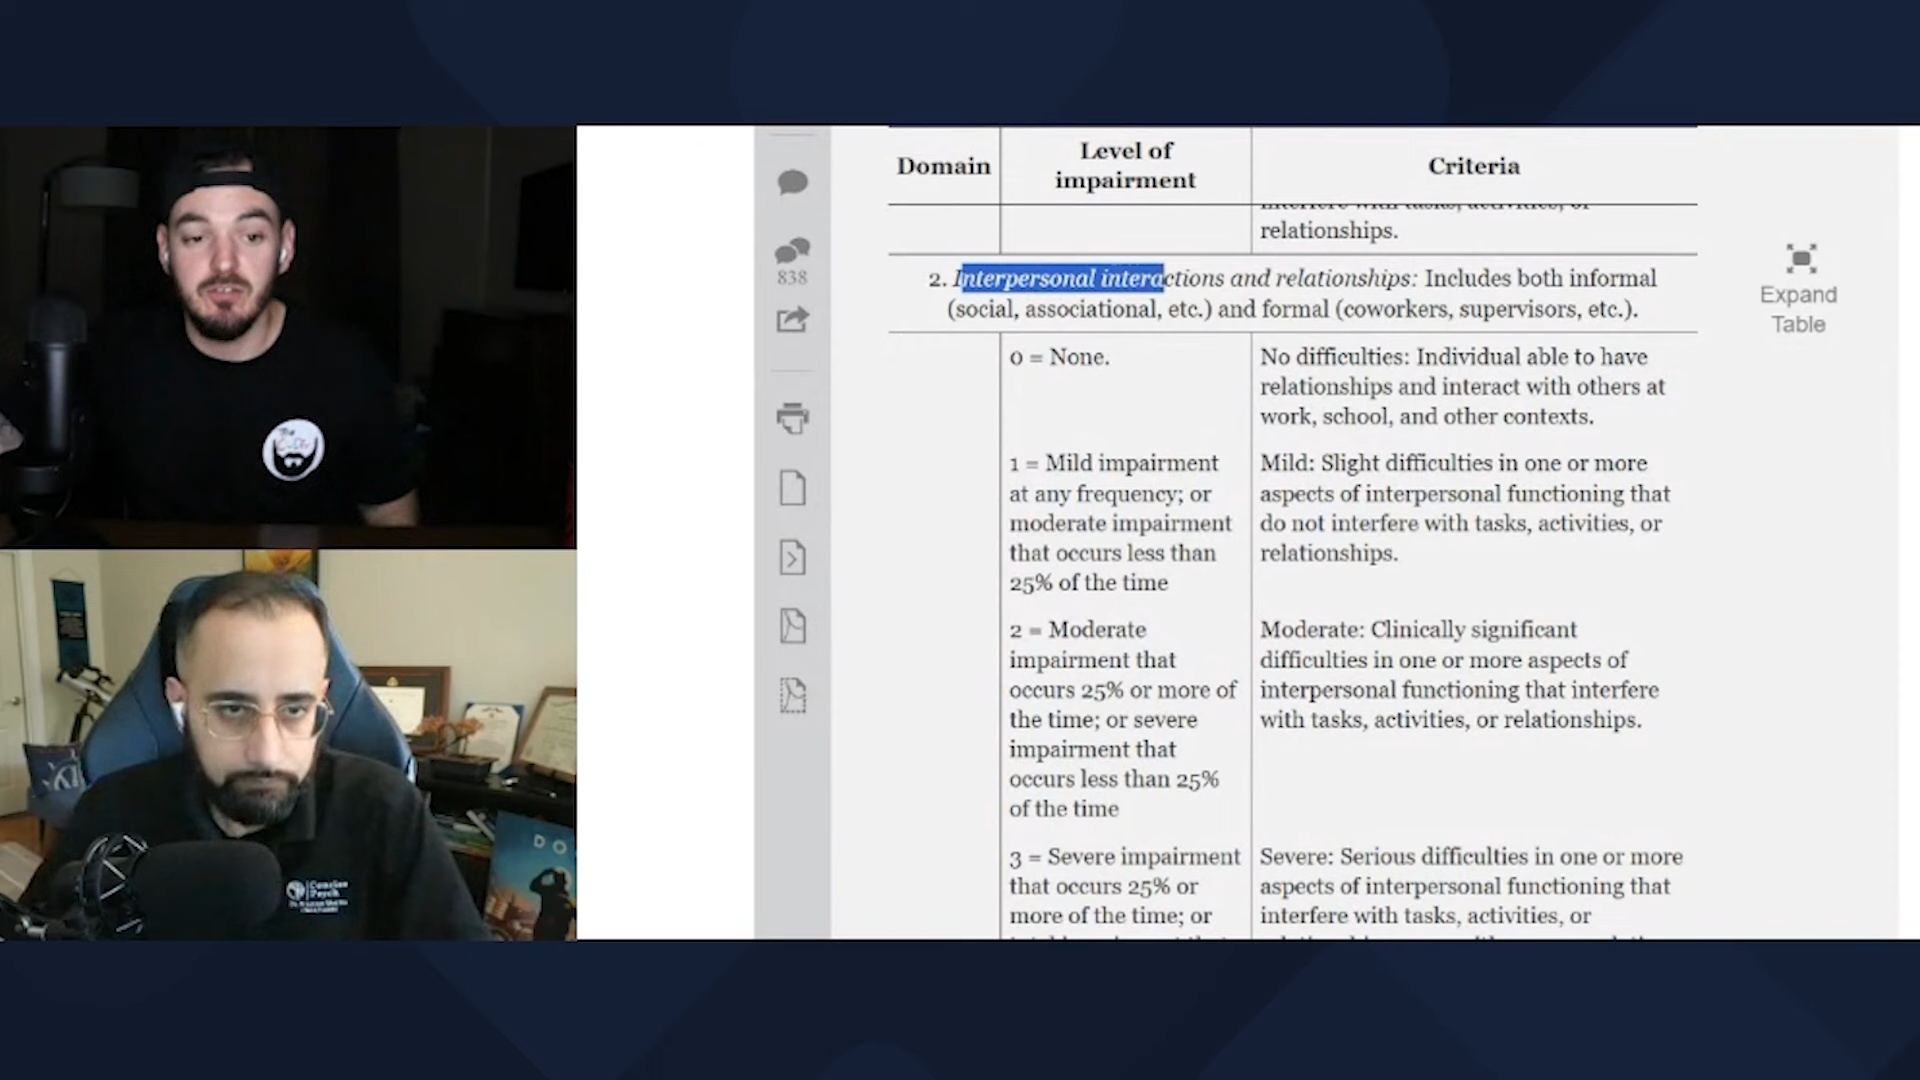 Domain
Level of
impairment
Criteria
relationships.
838
2. Interpersonal interactions and relationships: Includes both informal
(social, associational, etc.) and formal (coworkers, supervisors, etc.).
Expand
Table
0 = None.
No difficulties: Individual able to have
relationships and interact with others at
work, school, and other contexts.
1 = Mild impairment
at any frequency; or
moderate impairment
that occurs less than
25% of the time
Mild: Slight difficulties in one or more
aspects of interpersonal functioning that
do not interfere with tasks, activities, or
relationships.
2 = Moderate
impairment that
occurs 25% or more of
the time; or severe
impairment that
occurs less than 25%
of the time
Moderate: Clinically significant
difficulties in one or more aspects of
interpersonal functioning that interfere
with tasks, activities, or relationships.
3 = Severe impairment
that occurs 25% or
more of the time; or
Severe: Serious difficulties in one or more
aspects of interpersonal functioning that
interfere with tasks, activities, or
The
DO